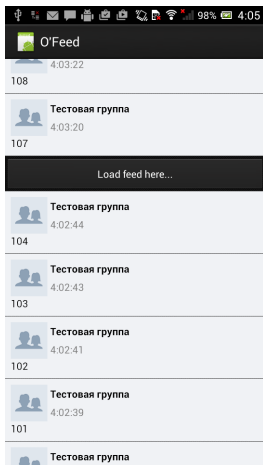 98% 4:05
O'Feed
4:03:22
108
Тестовая группа
4:03:20
107
Load feed here...
Тестовая группа
4:02:44
104
Тестовая группа
4:02:43
103
Тестовая группа
4:02:41
102
Тестовая группа
4:02:39
101
Тестовая группа